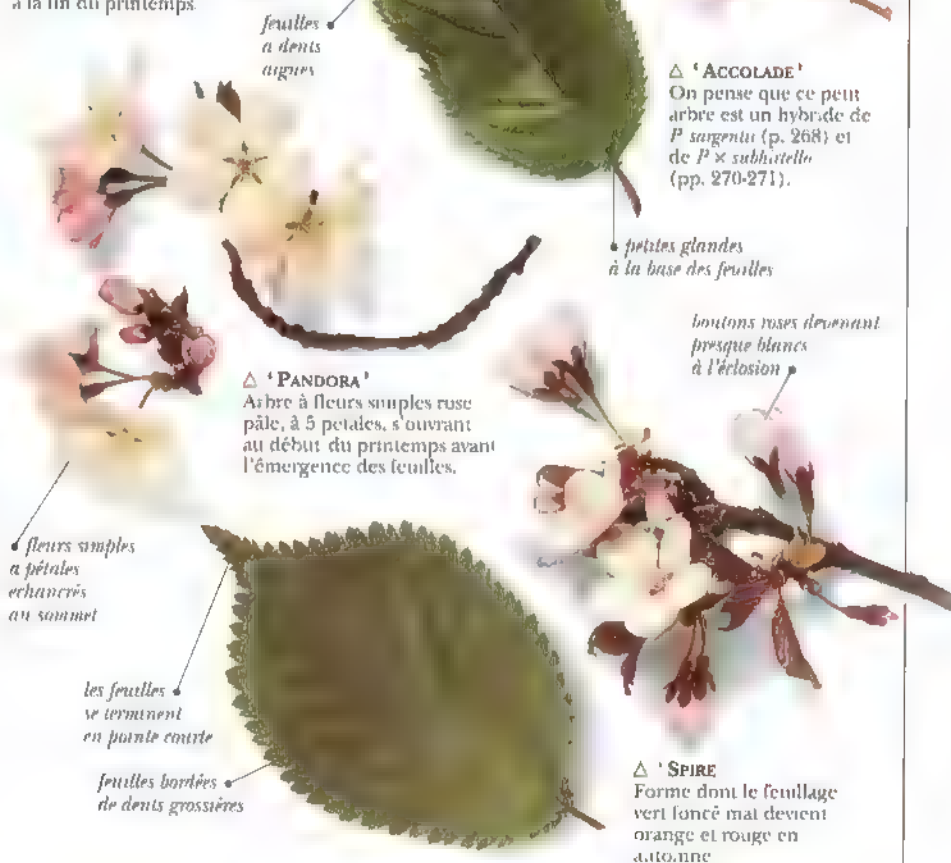 à la fin du printemps
feuilles
a dents
aigues
△ 'ACCOLADE'
On pense que ce petit
arbre est un hybride de
P sargentii (p. 268) et
de P × subhirtella
(pp. 270-271).
petites glandes
à la base des feuilles
boutons roses devenant
presque blancs
à l'éclosion
△ 'PANDORA'
Arbre à fleurs simples rose
pâle, à 5 petales, s'ouvrant
au début du printemps avant
l'émergence des feuilles.
fleurs simples
a pétales
echancrés
au sommet
les feuilles
se terminent
en pointe courte
feuilles bordées
de dents grossières
△ 'SPIRE
Forme dont le feuillage
vert foncé mat devient
orange et rouge en
automne